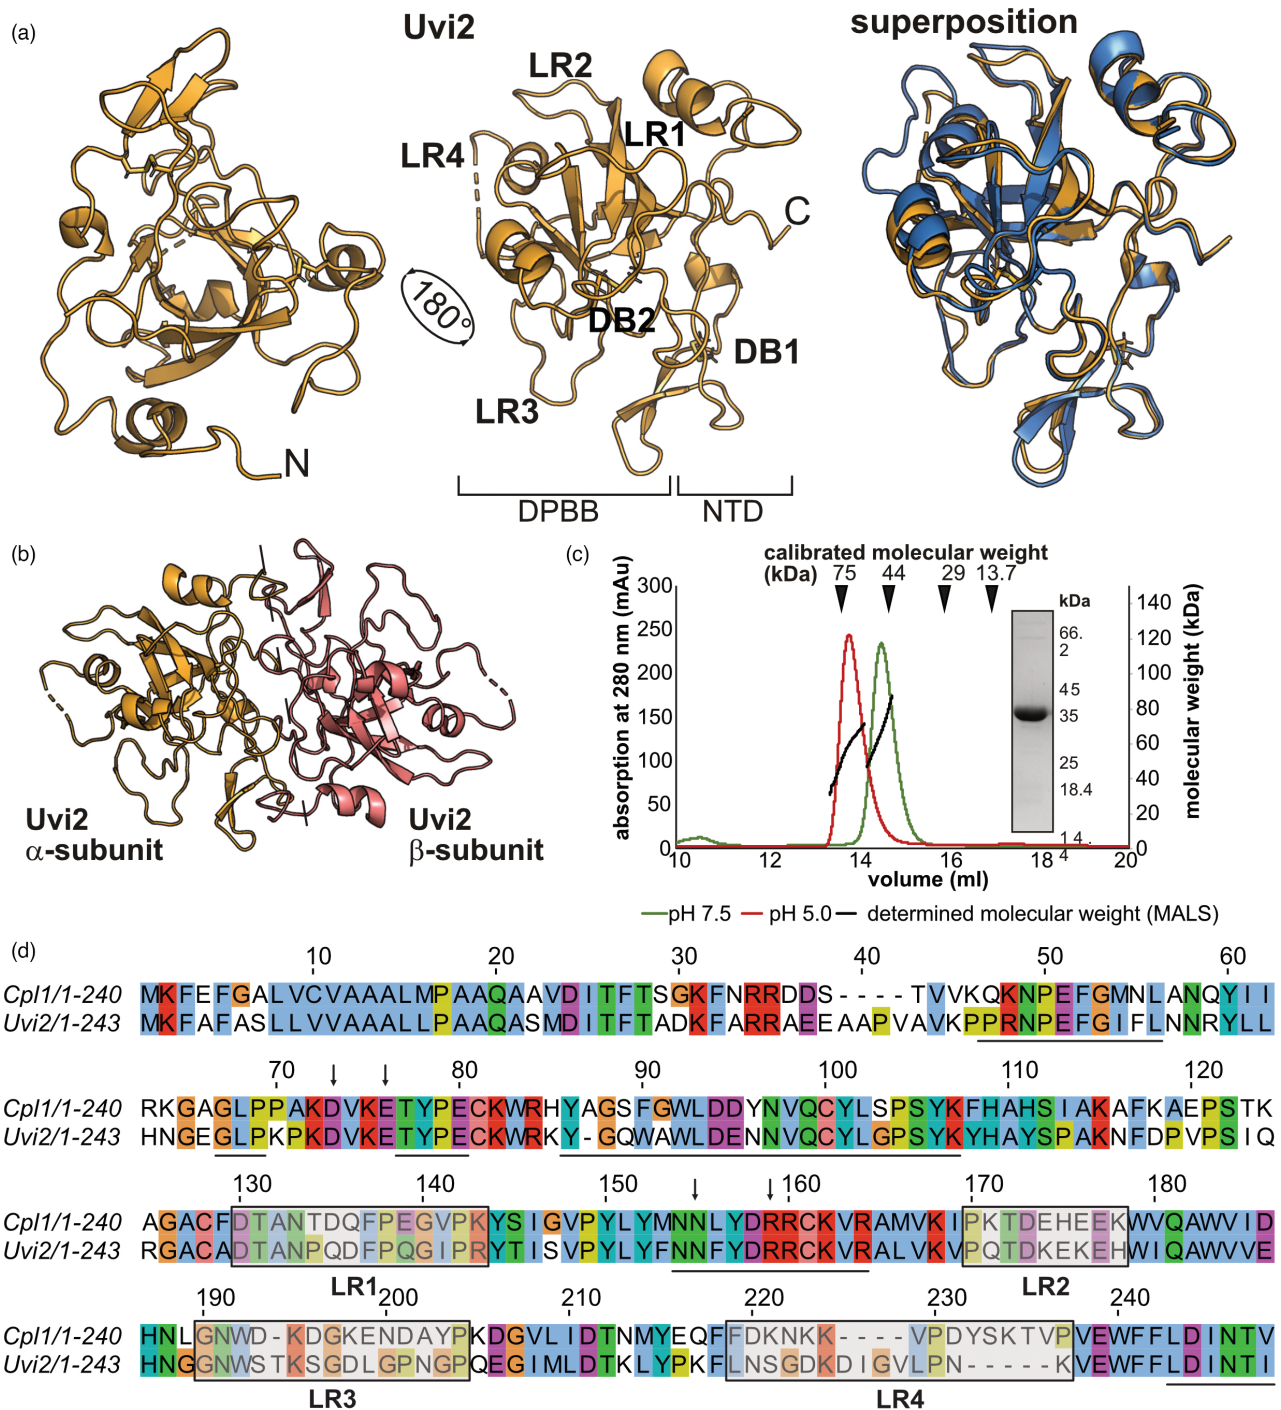 (a)
Uvi2
superposition
LR2
LR1
LR4
C
180°
DB2
DB1
LR3
N
DPBB
NTD
(b)
Uvi2
α-subunit
Uvi2
β-subunit
(c)
calibrated molecular weight
(kDa) 75 44 29 13.7
absorption at 280 nm (mAu)
300
250
200
150
100
50
0
10 12 14 16 18 20
volume (ml)
kDa
66.
2
45
35
25
18.4
14.
4
140
120
100
80
60
40
20
0
molecular weight (kDa)
pH 7.5 pH 5.0 determined molecular weight (MALS)
(d)
10 20 30 40 50 60
Cpl1/1-240 MKFEFGALVCVAAALMPAAQAAVDITFTSGKFNRRDDS----TVVKQKNPEFGMNLANQYII
Uvi2/1-243 MKFAFASLLVVAAALLPAAQASMDITFTADKFARRAEEAAPVAVKPPRNPEFGIFLNNRYLL
70 80 90 100 110 120
Cpl1/1-240 RKGAGLPPAKDVKETYPECKWRHYAGSFGWLDDYNVQCYLSPSYKFHAHSIAKAFKAEPSTK
Uvi2/1-243 HNGEGLPKPKDVKETYPECKWRKY-GQWAWLDENNVQCYLGPSYKYHAYSPAKNFDPVPSIQ
130 140 150 160 170 180
Cpl1/1-240 AGACFDTANTDQFPEGVPKYSIGVPYLYMNNLYDRRCKVRAMVKIPKTDEHEEKWVQAWVID
Uvi2/1-243 RGACADTANPQDFPQGIPRYTISVPYLYFNNFYDRRCKVRALVKVPQTDKEKEHWIQAWVVE
LR1 LR2
190 200 210 220 230 240
Cpl1/1-240 HNLGNWD-KDGKENDAYPKDGVLIDTNMYEQFFDKNKK----VPDYSKTVPVEWFFLDINTV
Uvi2/1-243 HNGGNWSTKSGDLGPNGPQEGIMLDTKLYPKFLNSGDKDIGVLPN-----KVEWFFLDINTI
LR3 LR4